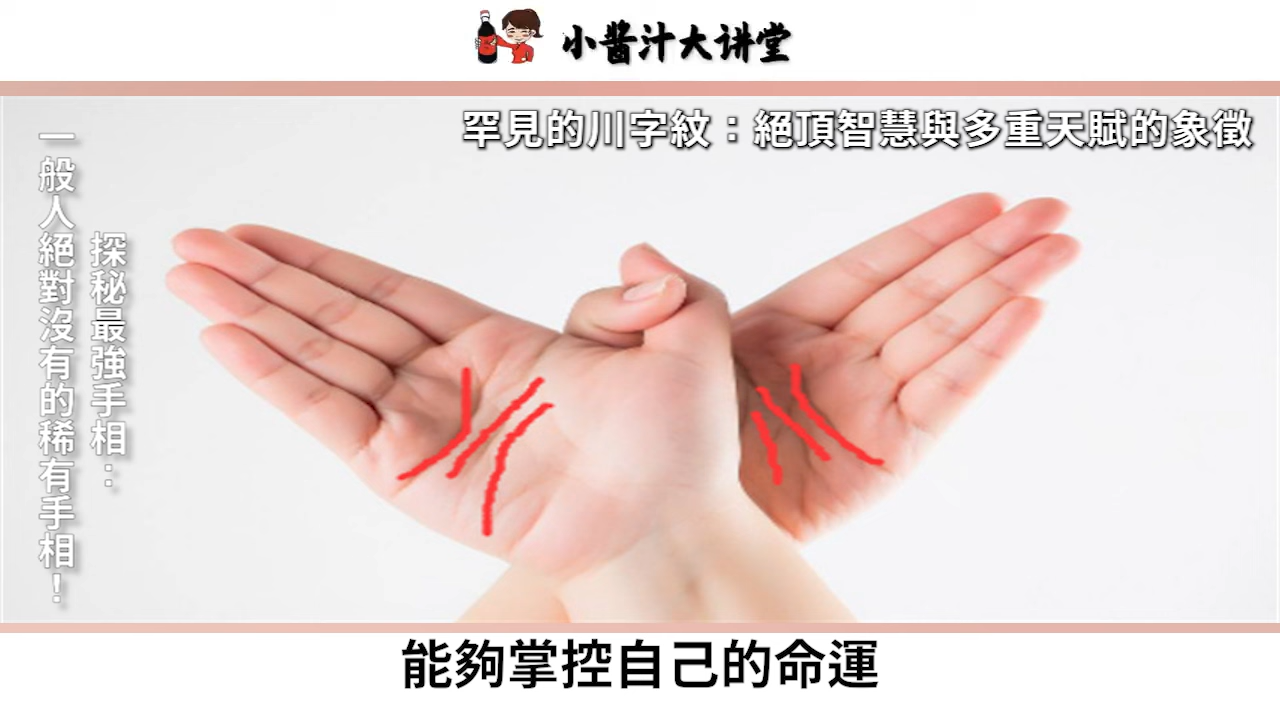 小醬汁大讲堂
罕見的川字紋：絕頂智慧與多重天賦的象徵
探秘最強手相：
一般人絕對沒有的稀有手相！
能夠掌控自己的命運